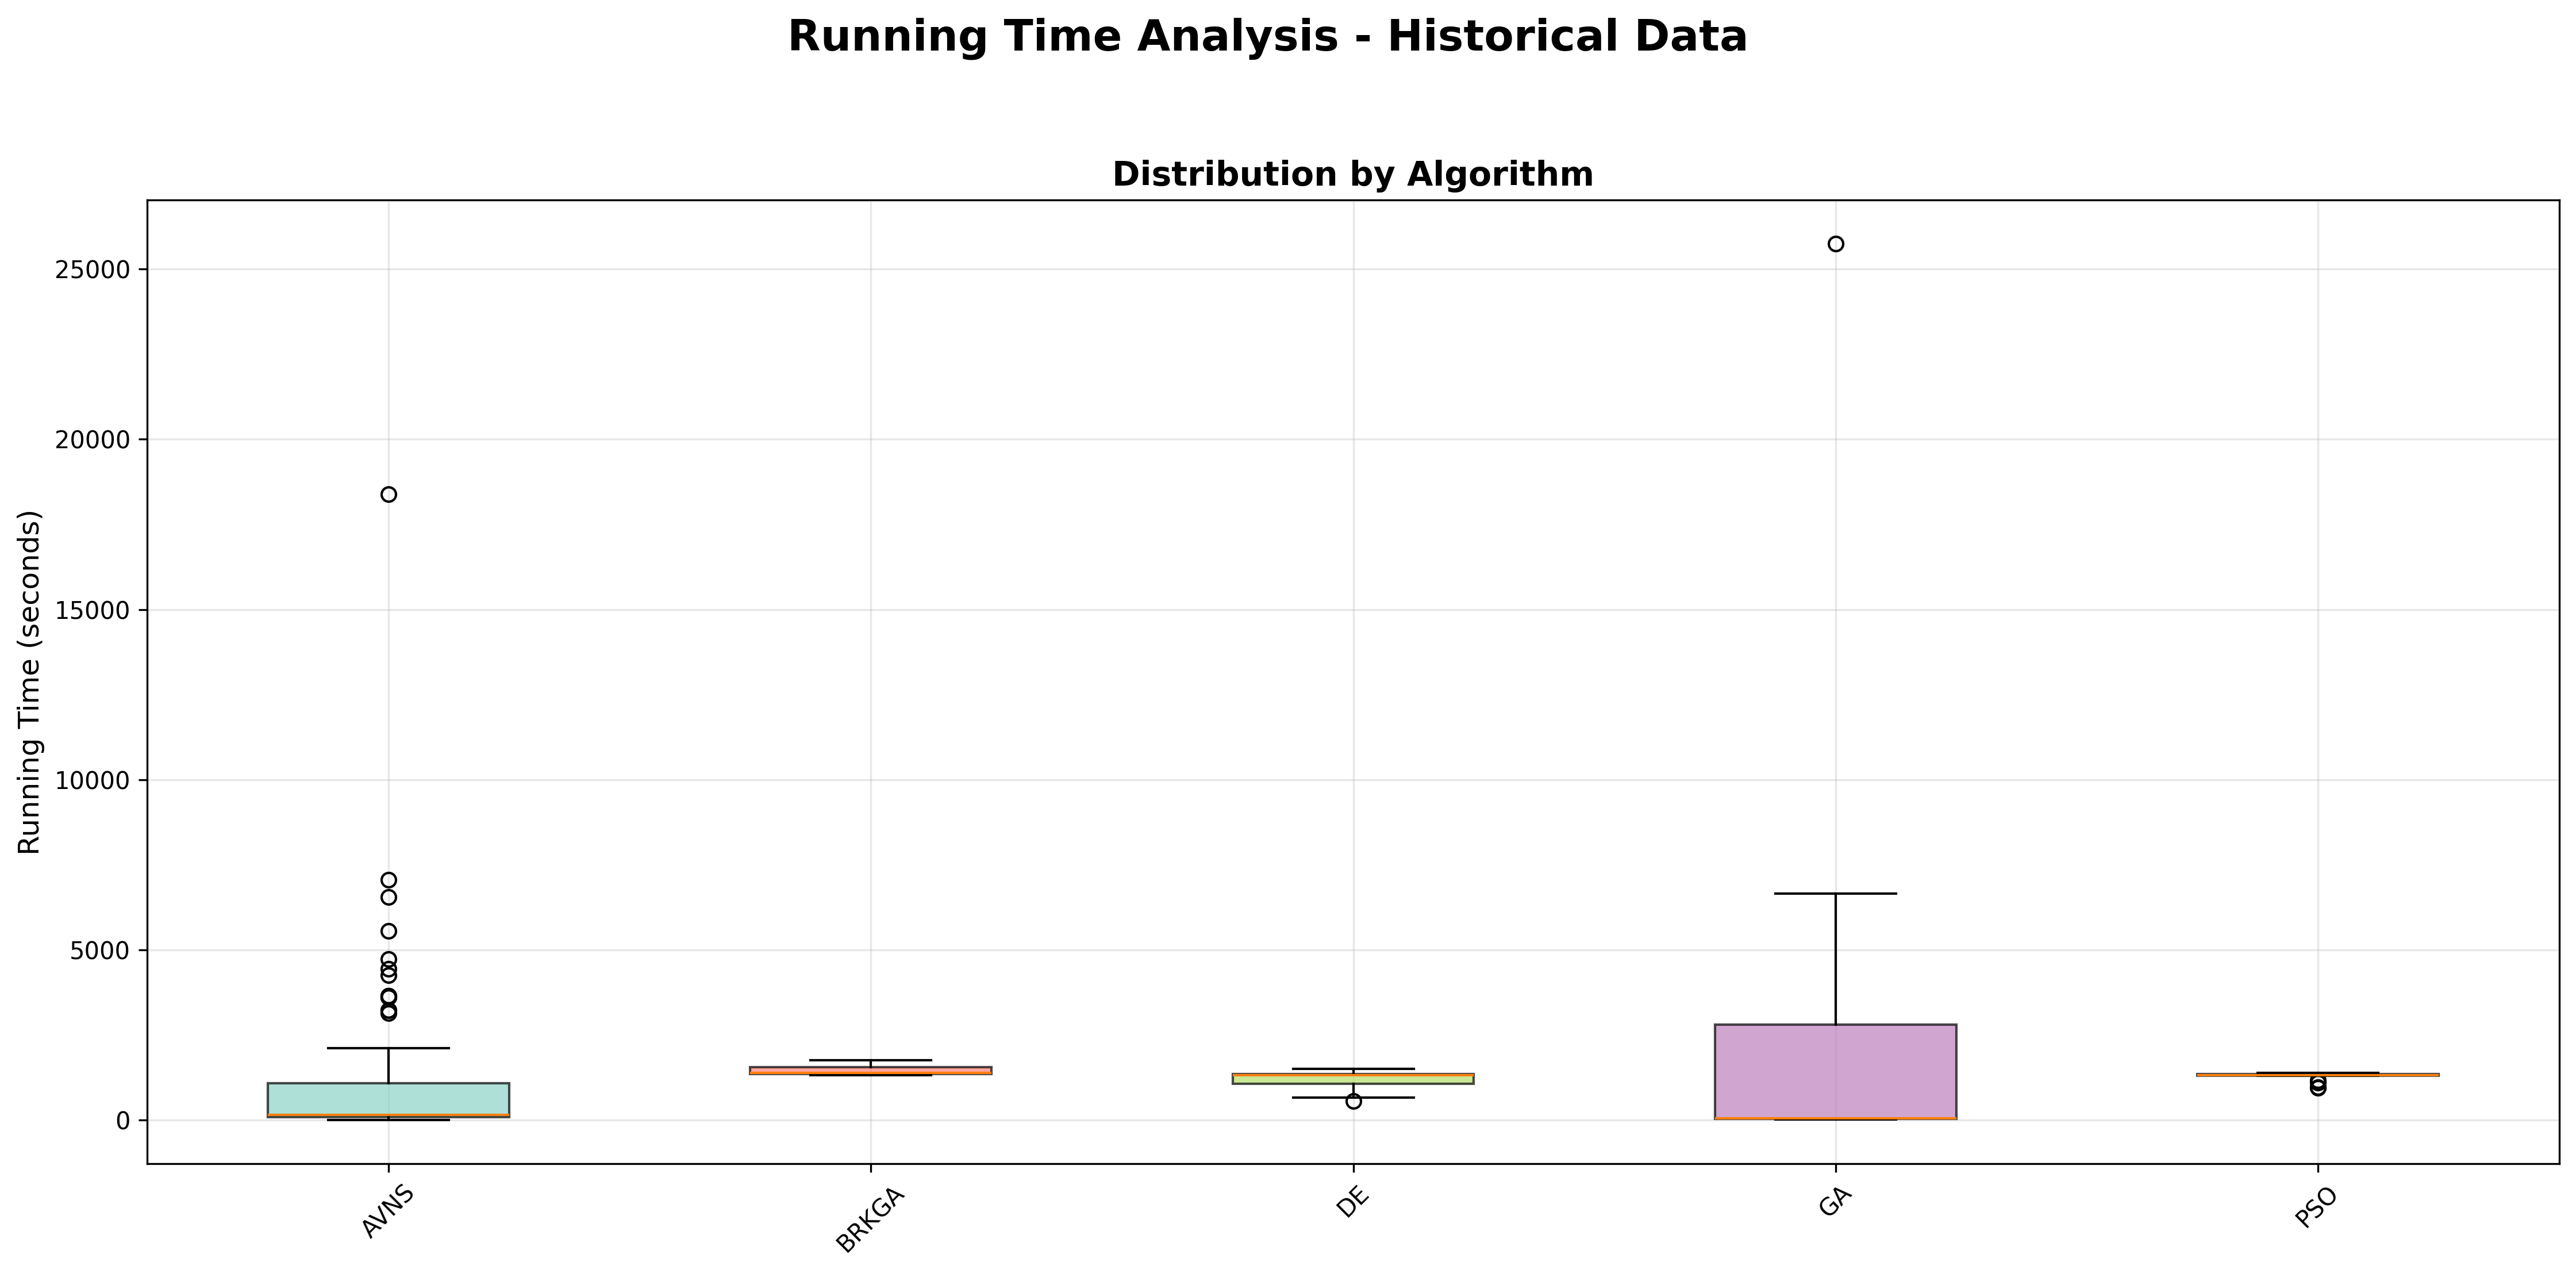 Running Time Analysis - Historical Data
Distribution by Algorithm
Running Time (seconds)
25000
20000
15000
10000
5000
0
AVNS
BRKGA
DE
GA
PSO